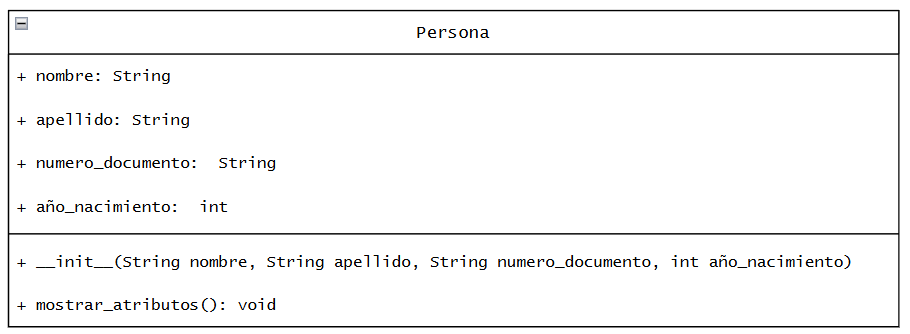 Persona
+ nombre: String
+ apellido: String
+ numero_documento:  String
+ año_nacimiento:  int
+ __init__(String nombre, String apellido, String numero_documento, int año_nacimiento)
+ mostrar_atributos(): void